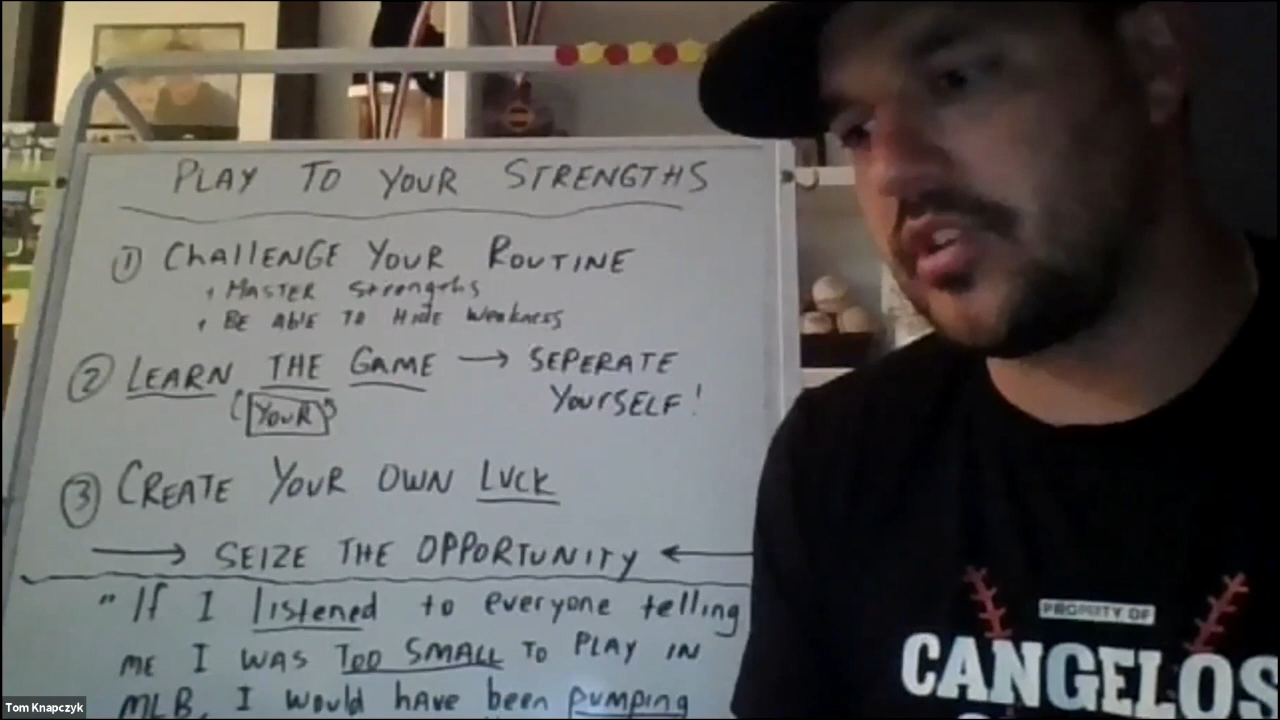 PLAY TO YOUR STRENGTHS
① CHALLENGE YOUR ROUTINE
• MASTER STRENGTHS
• BE ABLE TO HIDE WEAKNESS
② LEARN THE GAME → SEPERATE
(YOUR) YOURSELF!
③ CREATE YOUR OWN LUCK
→ SEIZE THE OPPORTUNITY ←
"If I listened to everyone telling
ME I WAS TOO SMALL TO PLAY IN
MLB, I would have been pumping
PROPERTY OF
CANGELOS
Tom Knapczyk